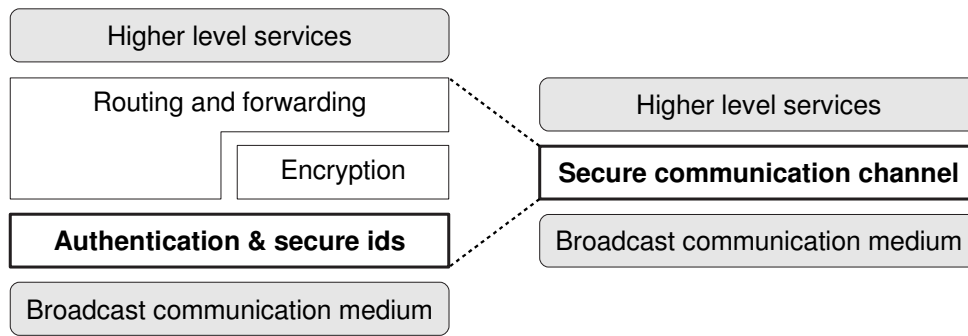 Higher level services
Routing and forwarding
Encryption
Authentication & secure ids
Broadcast communication medium
Higher level services
Secure communication channel
Broadcast communication medium